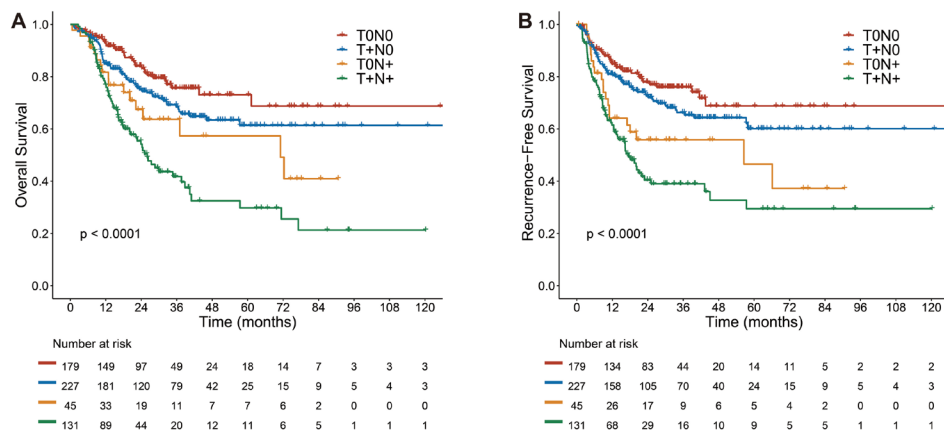 A
Overall Survival
1.0
0.8
0.6
0.4
0.2
0.0
T0N0
T+N0
T0N+
T+N+
p < 0.0001
0 12 24 36 48 60 72 84 96 108 120
Time (months)
Number at risk
179 149 97 49 24 18 14 7 3 3 3
227 181 120 79 42 25 15 9 5 4 3
45 33 19 11 7 7 6 2 0 0 0
131 89 44 20 12 11 6 5 1 1 1
B
Recurrence-Free Survival
1.0
0.8
0.6
0.4
0.2
0.0
T0N0
T+N0
T0N+
T+N+
p < 0.0001
0 12 24 36 48 60 72 84 96 108 120
Time (months)
Number at risk
179 134 83 44 20 14 11 5 2 2 2
227 158 105 70 40 24 15 9 5 4 3
45 26 17 9 6 5 4 2 0 0 0
131 68 29 16 10 9 5 5 1 1 1